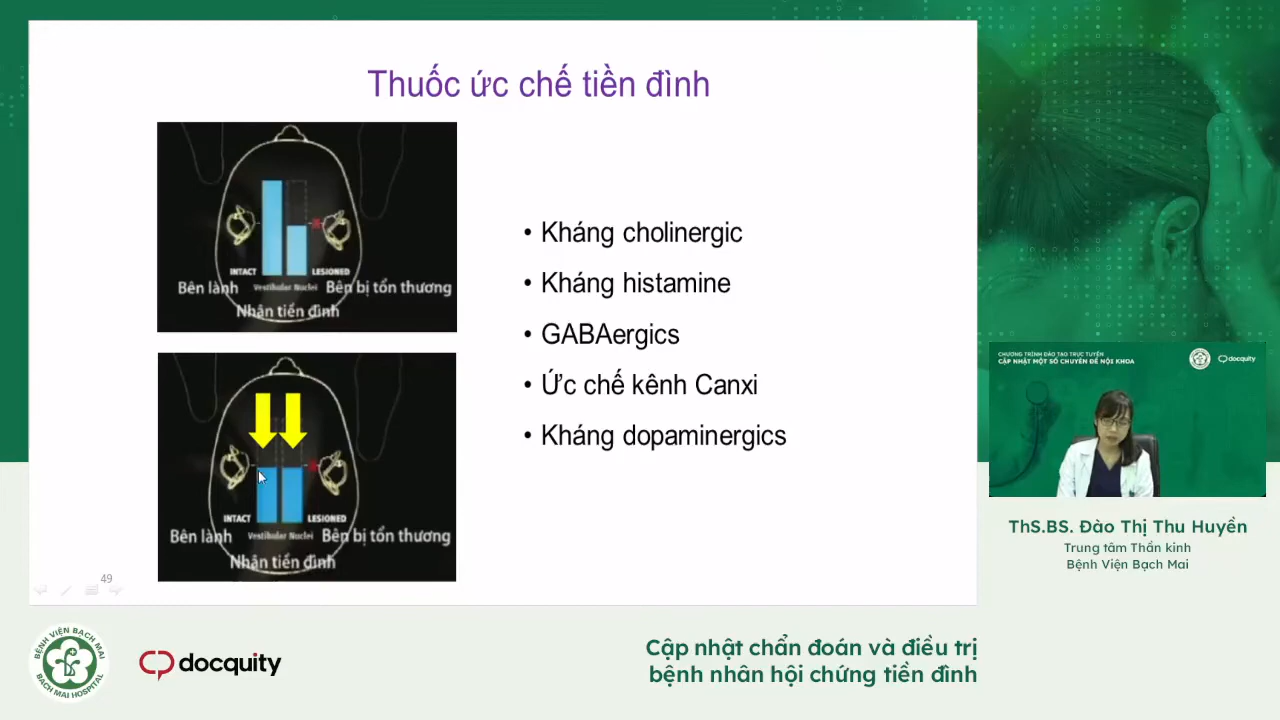 Thuốc ức chế tiền đình
INTACT
LESIONED
Bên lành
Vestibular Nuclei
Bên bị tổn thương
Nhân tiền đình
INTACT
LESIONED
Bên lành
Vestibular Nuclei
Bên bị tổn thương
Nhân tiền đình
• Kháng cholinergic
• Kháng histamine
• GABAergics
• Ức chế kênh Canxi
• Kháng dopaminergics
49
CHƯƠNG TRÌNH ĐÀO TẠO TRỰC TUYẾN
CẬP NHẬT MỘT SỐ CHUYÊN ĐỀ NỘI KHOA
docquity
ThS.BS. Đào Thị Thu Huyền
Trung tâm Thần kinh
Bệnh Viện Bạch Mai
BỆNH VIỆN BẠCH MAI
BACH MAI HOSPITAL
docquity
Cập nhật chẩn đoán và điều trị
bệnh nhân hội chứng tiền đình